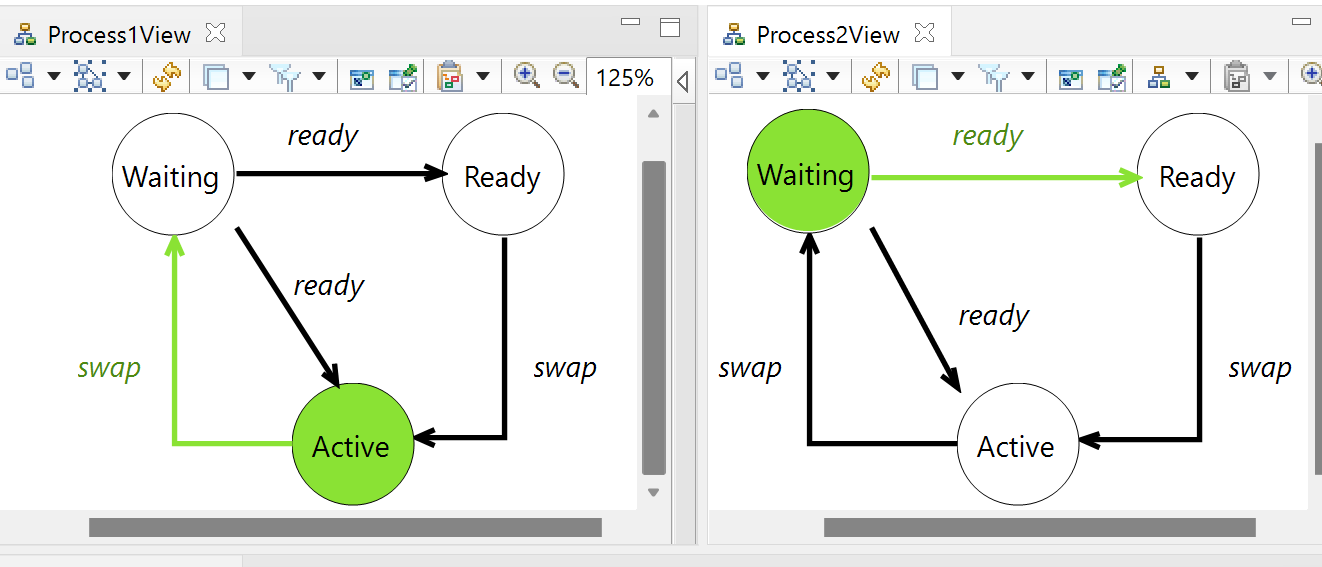 Process1View
125%
ready
Waiting
Ready
ready
swap
swap
Active
Process2View
ready
Waiting
Ready
ready
swap
swap
Active